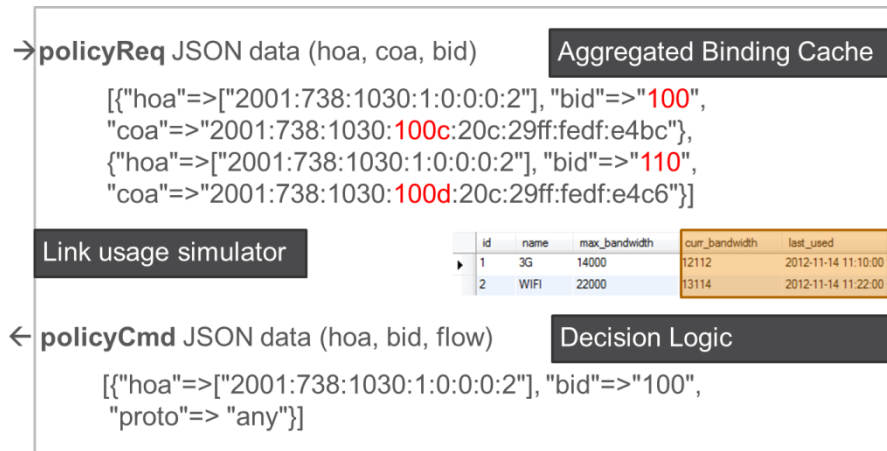 →policyReq JSON data (hoa, coa, bid)
Aggregated Binding Cache
[{"hoa"=>["2001:738:1030:1:0:0:0:2"], "bid"=>"100",
"coa"=>"2001:738:1030:100c:20c:29ff:fedf:e4bc"},
{"hoa"=>["2001:738:1030:1:0:0:0:2"], "bid"=>"110",
"coa"=>"2001:738:1030:100d:20c:29ff:fedf:e4c6"}]
Link usage simulator
id name max_bandwidth curr_bandwidth last_used
1 3G 14000 12112 2012-11-14 11:10:00
2 WIFI 22000 13114 2012-11-14 11:22:00
← policyCmd JSON data (hoa, bid, flow)
Decision Logic
[{"hoa"=>["2001:738:1030:1:0:0:0:2"], "bid"=>"100",
"proto"=> "any"}]